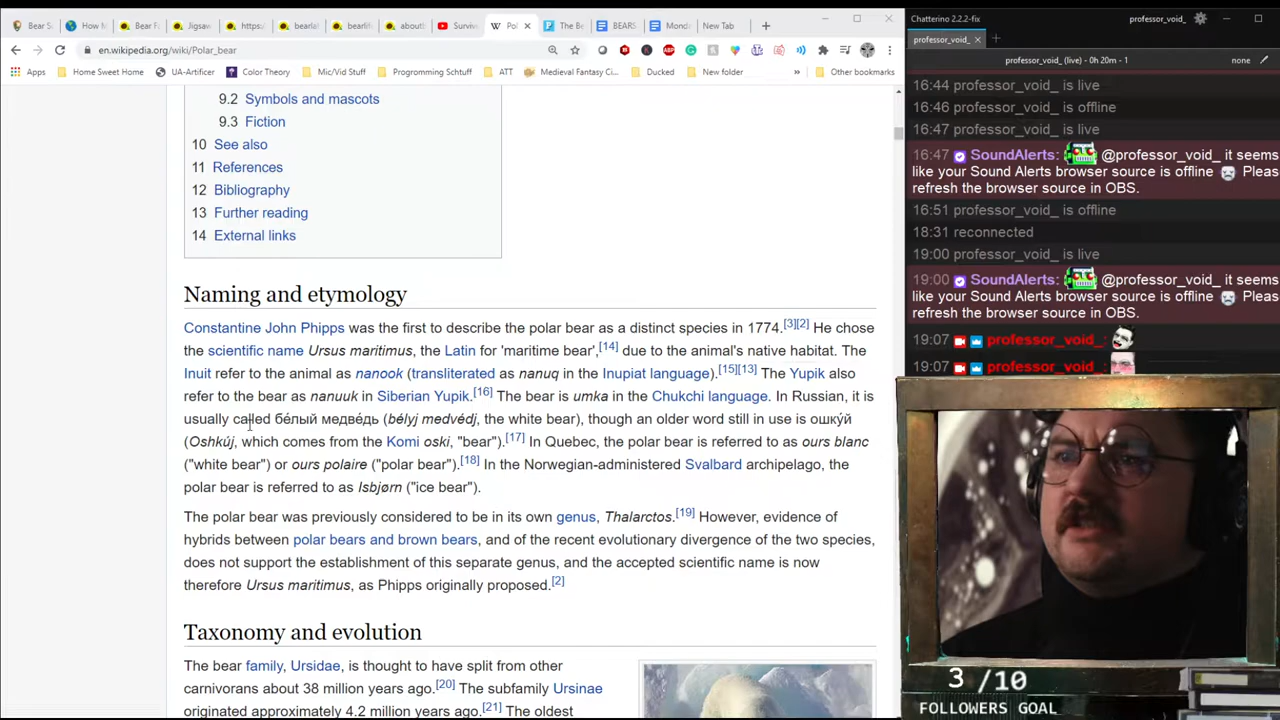 Bear S
How M
Bear F
Jigsaw
https:/
bearla
bearlif
about
Surviv
Pol
The Be
BEARS
Monda
New Tab
en.wikipedia.org/wiki/Polar_bear
Apps
Home Sweet Home
UA-Artificer
Color Theory
Mic/Vid Stuff
Programming Schtuff
ATT
Medieval Fantasy Ci
Ducked
New folder
»
Other bookmarks
9.2 Symbols and mascots
9.3 Fiction
10 See also
11 References
12 Bibliography
13 Further reading
14 External links
Naming and etymology
Constantine John Phipps was the first to describe the polar bear as a distinct species in 1774.[3][2] He chose
the scientific name Ursus maritimus, the Latin for 'maritime bear',[14] due to the animal's native habitat. The
Inuit refer to the animal as nanook (transliterated as nanuq in the Inupiat language).[15][13] The Yupik also
refer to the bear as nanuuk in Siberian Yupik.[16] The bear is umka in the Chukchi language. In Russian, it is
usually called бе́лый медве́дь (bélyj medvédj, the white bear), though an older word still in use is ошку́й
(Oshkúj, which comes from the Komi oski, "bear").[17] In Quebec, the polar bear is referred to as ours blanc
("white bear") or ours polaire ("polar bear").[18] In the Norwegian-administered Svalbard archipelago, the
polar bear is referred to as Isbjørn ("ice bear").
The polar bear was previously considered to be in its own genus, Thalarctos.[19] However, evidence of
hybrids between polar bears and brown bears, and of the recent evolutionary divergence of the two species,
does not support the establishment of this separate genus, and the accepted scientific name is now
therefore Ursus maritimus, as Phipps originally proposed.[2]
Taxonomy and evolution
The bear family, Ursidae, is thought to have split from other
carnivorans about 38 million years ago.[20] The subfamily Ursinae
originated approximately 4.2 million years ago.[21] The oldest
Chatterino 2.2.2-fix
professor_void_
professor_void_
professor_void_ (live) - 0h 20m - 1
none
16:44 professor_void_ is live
16:46 professor_void_ is offline
16:47 professor_void_ is live
16:47 SoundAlerts: @professor_void_ it seems
like your Sound Alerts browser source is offline Pleas
refresh the browser source in OBS.
16:51 professor_void_ is offline
18:31 reconnected
19:00 professor_void_ is live
19:00 SoundAlerts: @professor_void_ it seems
like your Sound Alerts browser source is offline Pleas
refresh the browser source in OBS.
19:07 professor_void_:
19:07 professor_void_:
3 /10
FOLLOWERS GOAL